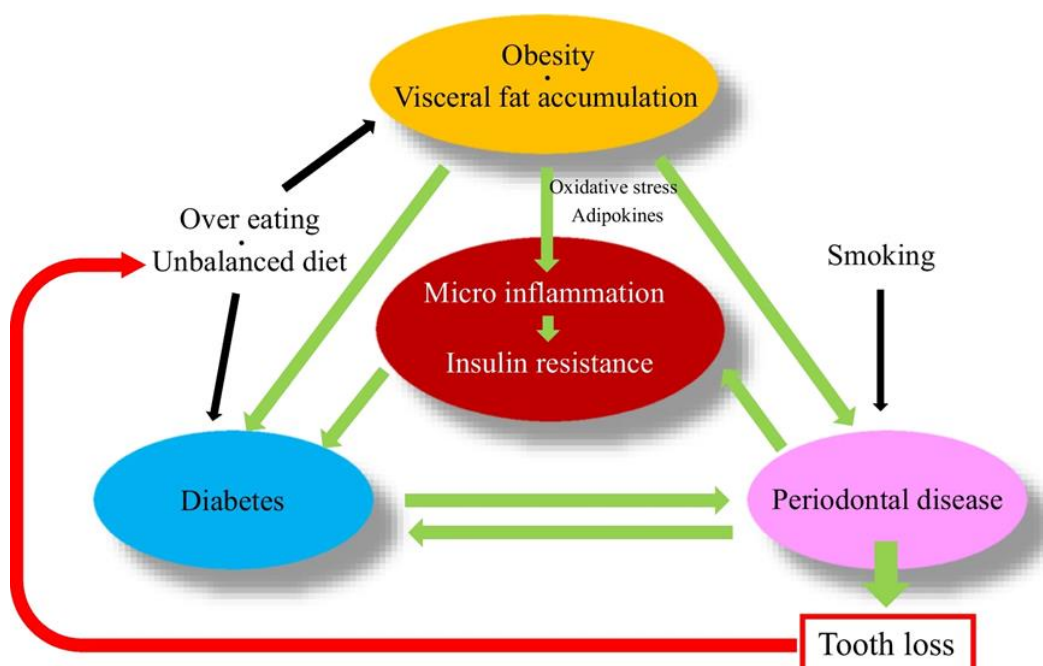 Obesity
・
Visceral fat accumulation
Oxidative stress
Adipokines
Over eating
・
Unbalanced diet
Smoking
Micro inflammation
Insulin resistance
Diabetes
Periodontal disease
Tooth loss